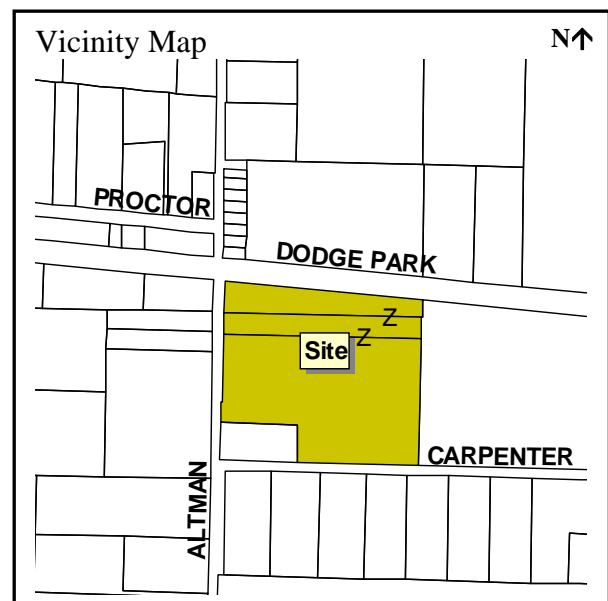 Vicinity Map
N↑
PROCTOR
DODGE PARK
Z
Z
Site
CARPENTER
ALTMAN